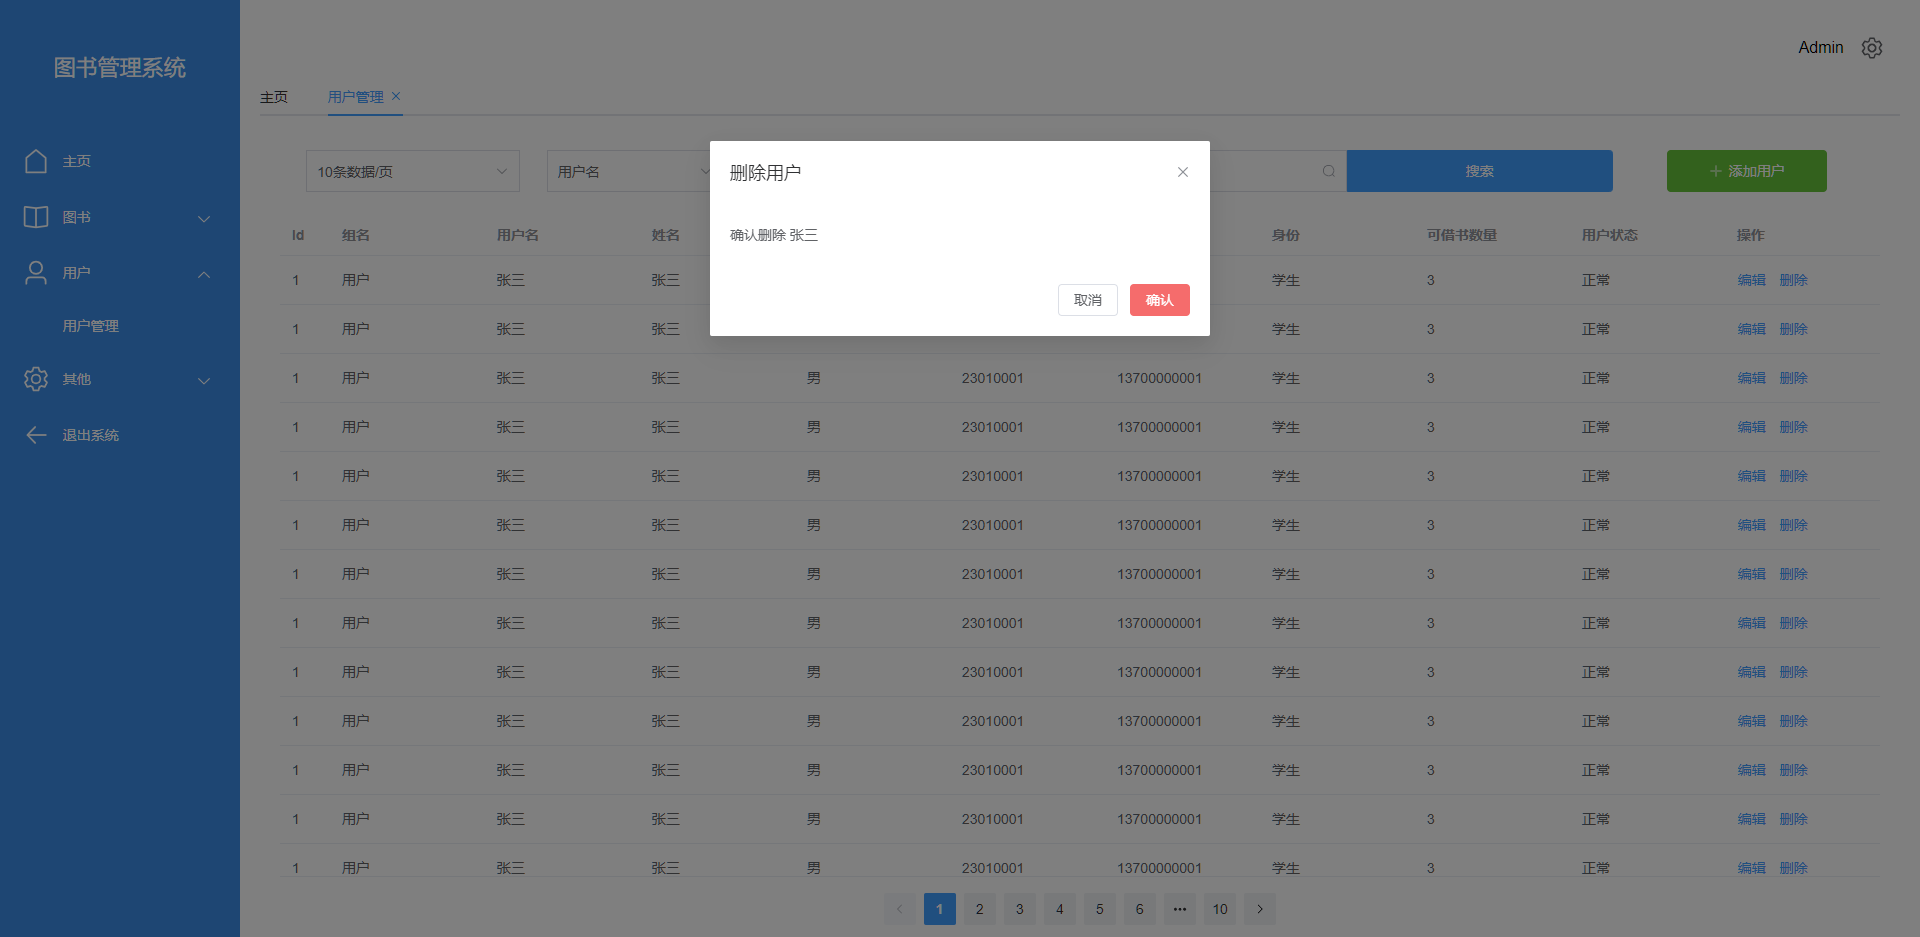 图书管理系统
主页
图书
用户
用户管理
其他
退出系统
Admin
主页 用户管理
10条数据/页 用户名 搜索 添加用户
删除用户
确认删除 张三
取消 确认
Id 组名 用户名 姓名 身份 可借书数量 用户状态 操作
1 用户 张三 张三 学生 3 正常 编辑 删除
1 用户 张三 张三 学生 3 正常 编辑 删除
1 用户 张三 张三 男 23010001 13700000001 学生 3 正常 编辑 删除
1 用户 张三 张三 男 23010001 13700000001 学生 3 正常 编辑 删除
1 用户 张三 张三 男 23010001 13700000001 学生 3 正常 编辑 删除
1 用户 张三 张三 男 23010001 13700000001 学生 3 正常 编辑 删除
1 用户 张三 张三 男 23010001 13700000001 学生 3 正常 编辑 删除
1 用户 张三 张三 男 23010001 13700000001 学生 3 正常 编辑 删除
1 用户 张三 张三 男 23010001 13700000001 学生 3 正常 编辑 删除
1 用户 张三 张三 男 23010001 13700000001 学生 3 正常 编辑 删除
1 用户 张三 张三 男 23010001 13700000001 学生 3 正常 编辑 删除
1 用户 张三 张三 男 23010001 13700000001 学生 3 正常 编辑 删除
1 用户 张三 张三 男 23010001 13700000001 学生 3 正常 编辑 删除
1 2 3 4 5 6 ••• 10